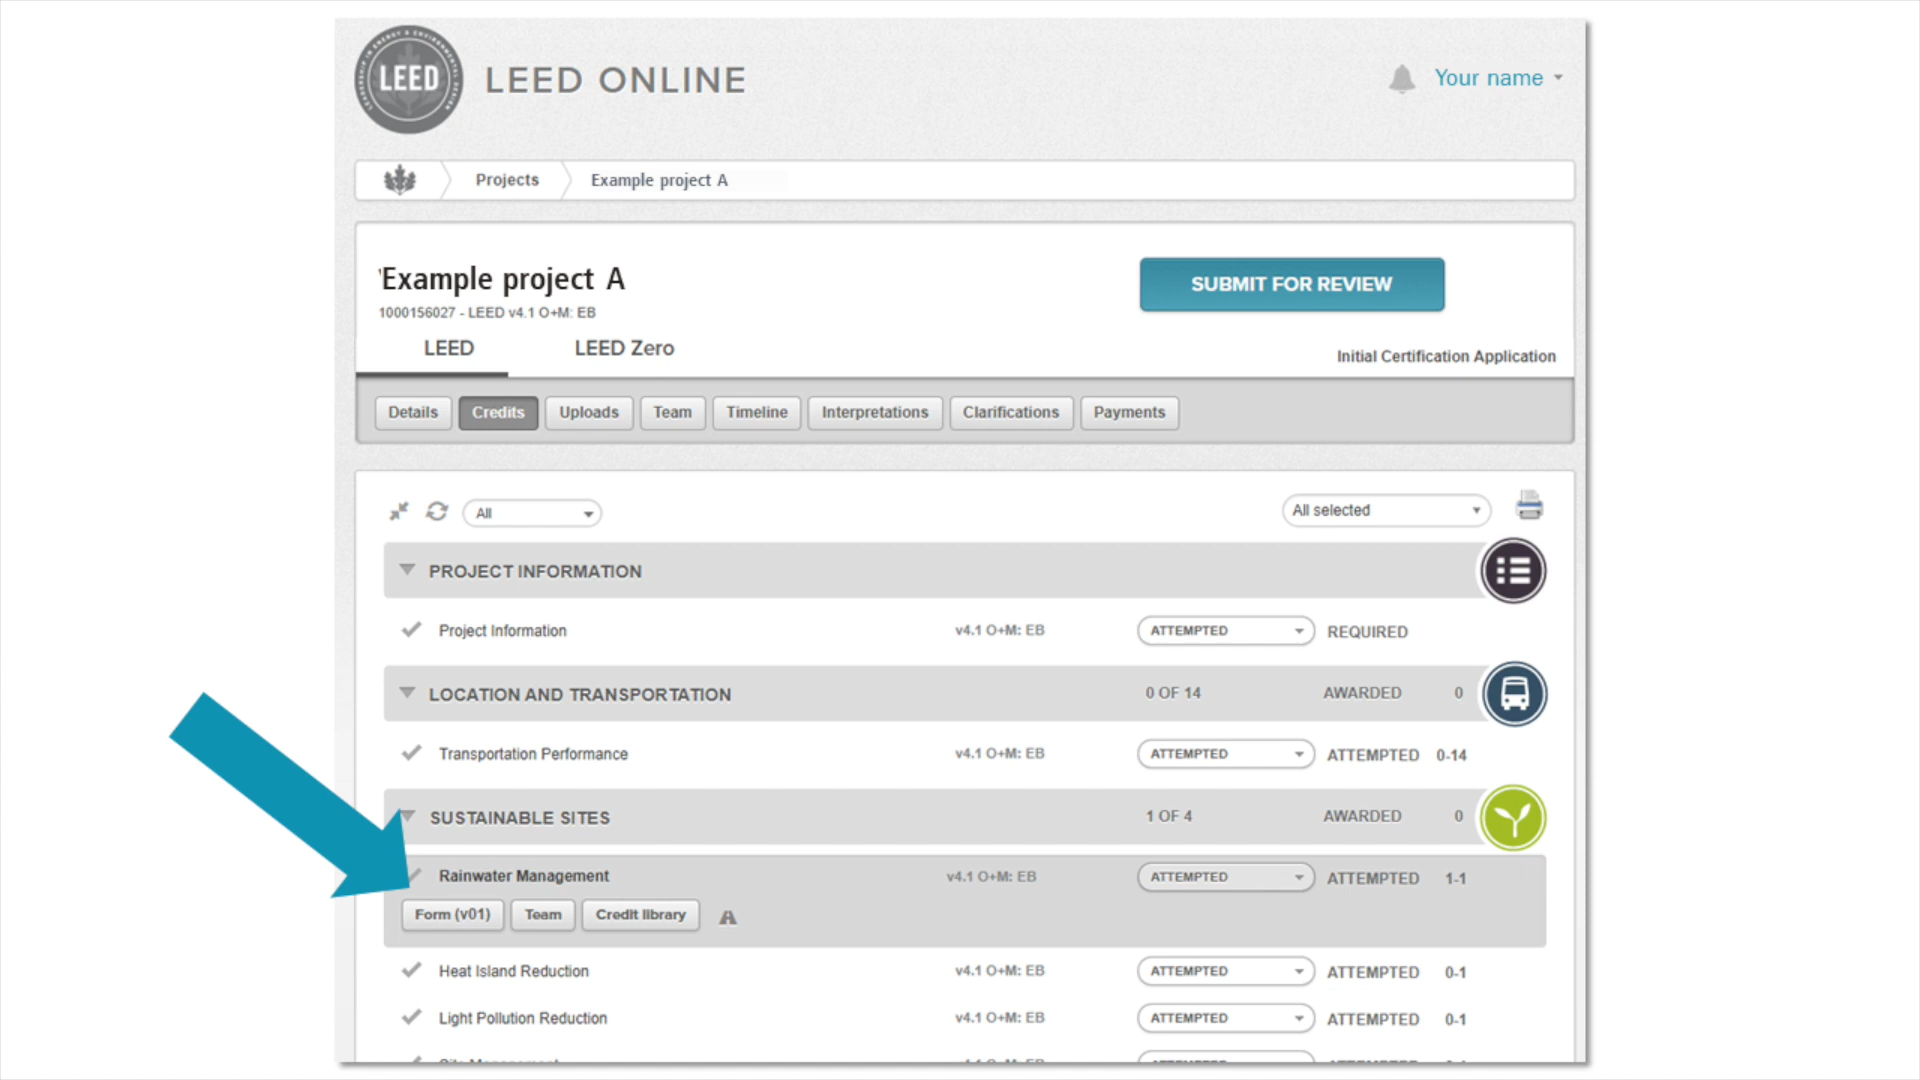 LEED
LEED ONLINE
Your name
Projects
Example project A
Example project A
SUBMIT FOR REVIEW
1000156027 - LEED v4.1 O+M: EB
LEED LEED Zero
Initial Certification Application
Details Credits Uploads Team Timeline Interpretations Clarifications Payments
All
All selected
PROJECT INFORMATION
Project Information v4.1 O+M: EB ATTEMPTED REQUIRED
LOCATION AND TRANSPORTATION 0 OF 14 AWARDED 0
Transportation Performance v4.1 O+M: EB ATTEMPTED ATTEMPTED 0-14
SUSTAINABLE SITES 1 OF 4 AWARDED 0
Rainwater Management v4.1 O+M: EB ATTEMPTED ATTEMPTED 1-1
Form (v01) Team Credit library
Heat Island Reduction v4.1 O+M: EB ATTEMPTED ATTEMPTED 0-1
Light Pollution Reduction v4.1 O+M: EB ATTEMPTED ATTEMPTED 0-1